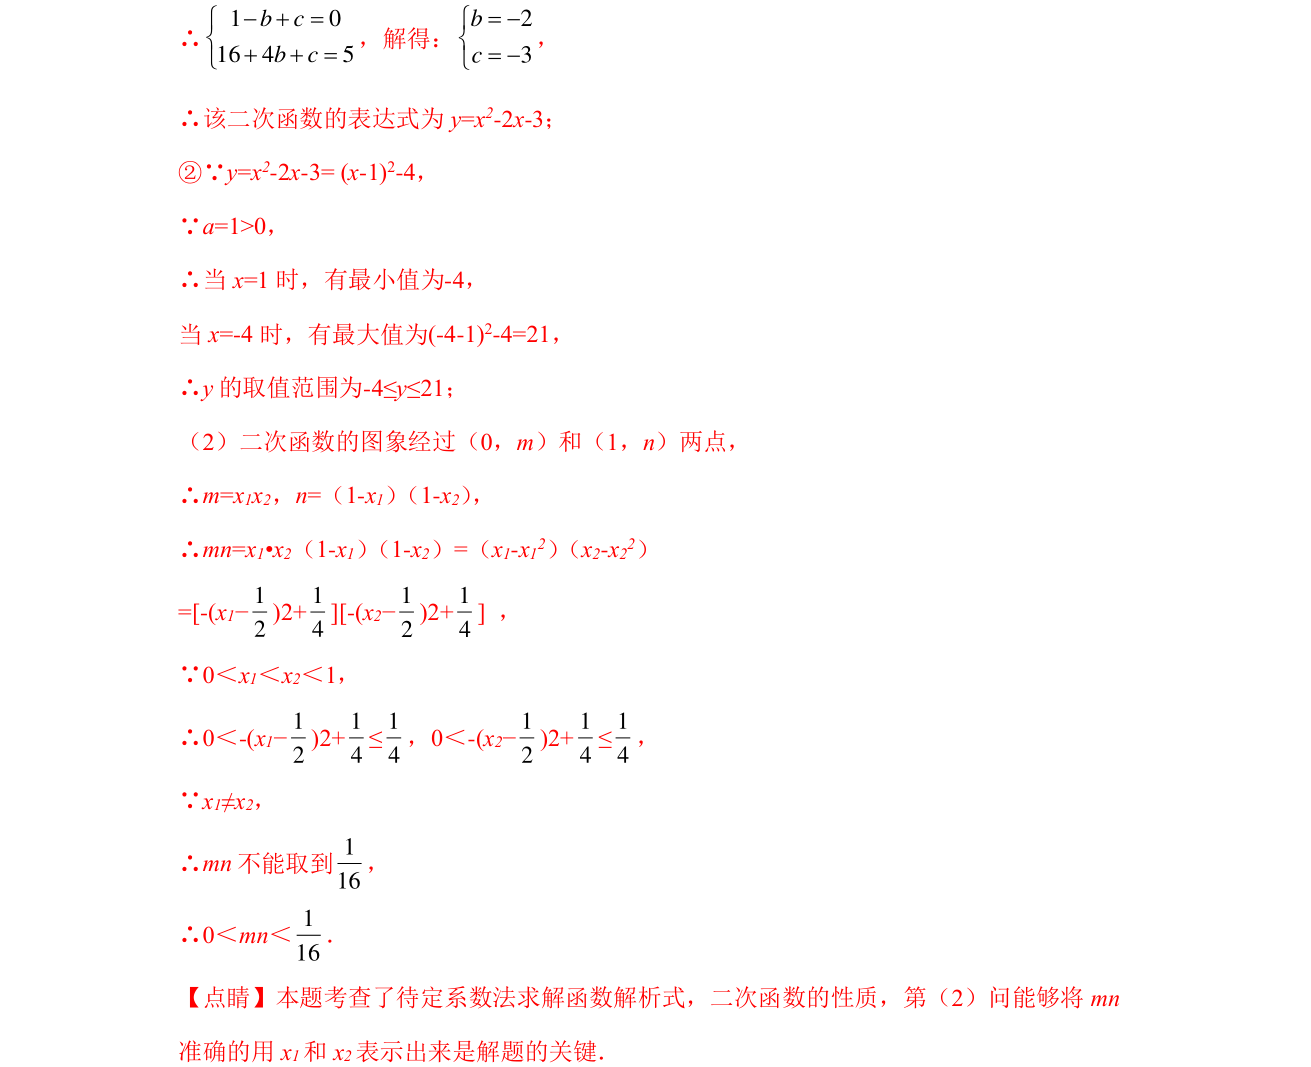 ∴{1−b+c=0 16+4b+c=5，解得：{b=−2 c=−3，
∴该二次函数的表达式为 y=x²-2x-3；
②∵y=x²-2x-3= (x-1)²-4，
∵a=1>0，
∴当 x=1 时，有最小值为-4，
当 x=-4 时，有最大值为(-4-1)²-4=21，
∴y 的取值范围为-4≤y≤21；
（2）二次函数的图象经过（0，m）和（1，n）两点，
∴m=x₁x₂，n=（1-x₁）（1-x₂），
∴mn=x₁•x₂（1-x₁）（1-x₂）=（x₁-x₁²）（x₂-x₂²）
=[-(x₁−1/2)2+1/4][-(x₂−1/2)2+1/4] ，
∵0＜x₁＜x₂＜1，
∴0＜-(x₁−1/2)2+1/4≤1/4，0＜-(x₂−1/2)2+1/4≤1/4，
∵x₁≠x₂，
∴mn 不能取到1/16，
∴0＜mn＜1/16．
【点睛】本题考查了待定系数法求解函数解析式，二次函数的性质，第（2）问能够将 mn
准确的用 x₁和 x₂表示出来是解题的关键．